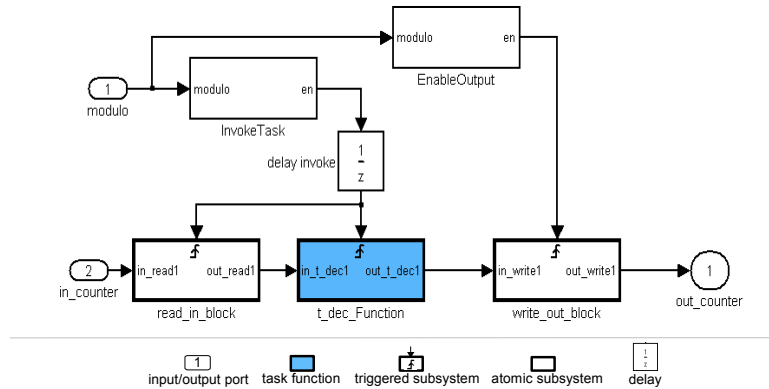 modulo en
EnableOutput
1
modulo
modulo en
InvokeTask
delay invoke
1
z
2
in_counter
in_read1 out_read1
read_in_block
in_t_dec1 out_t_dec1
t_dec_Function
in_write1 out_write1
write_out_block
1
out_counter
1
input/output port
task function
triggered subsystem
atomic subsystem
1
z
delay